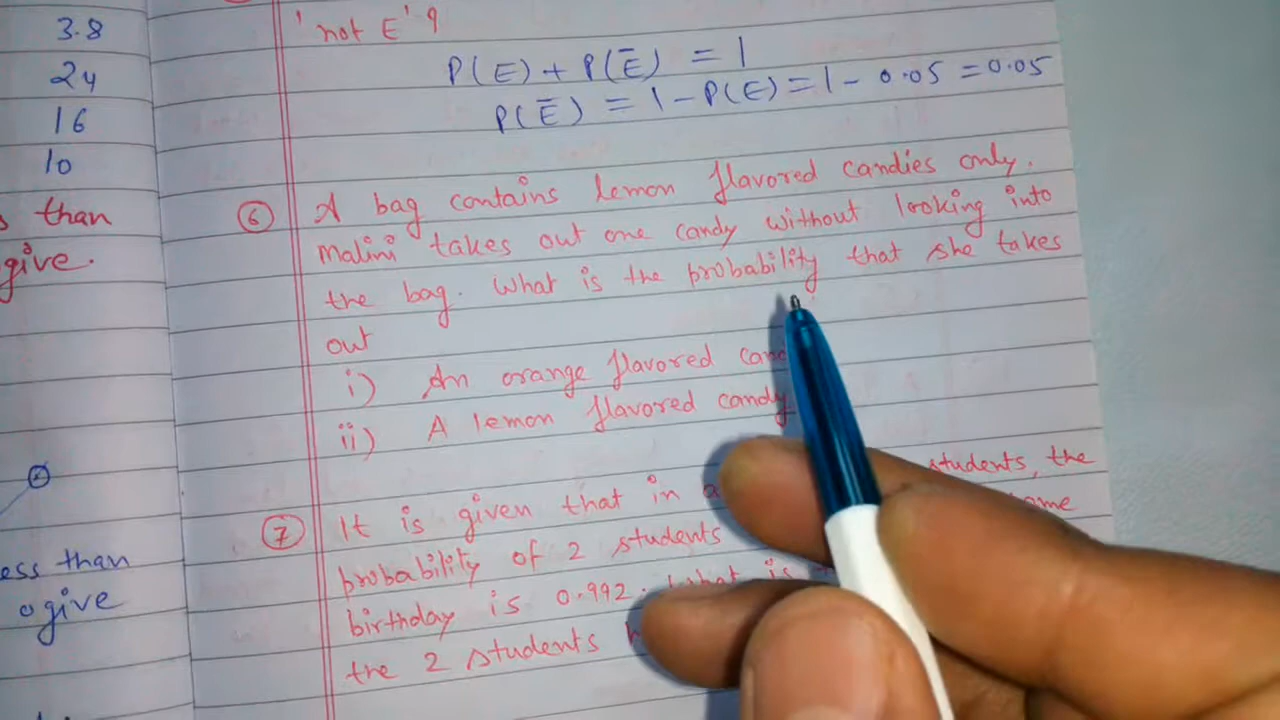 3.8
24
16
10
s than
give.
ess than
ogive
'not E' ?
P(E) + P(Ē) = 1
P(Ē) = 1 - P(E) = 1 - 0.05 = 0.05
6 A bag contains lemon flavored candies only.
Malini takes out one candy without looking into
the bag. What is the probability that she takes
out
i) An orange flavored
ii) A lemon flavored candy
7 It is given that in a students, the
probability of 2 students
birthday is 0.992. What is
the 2 students